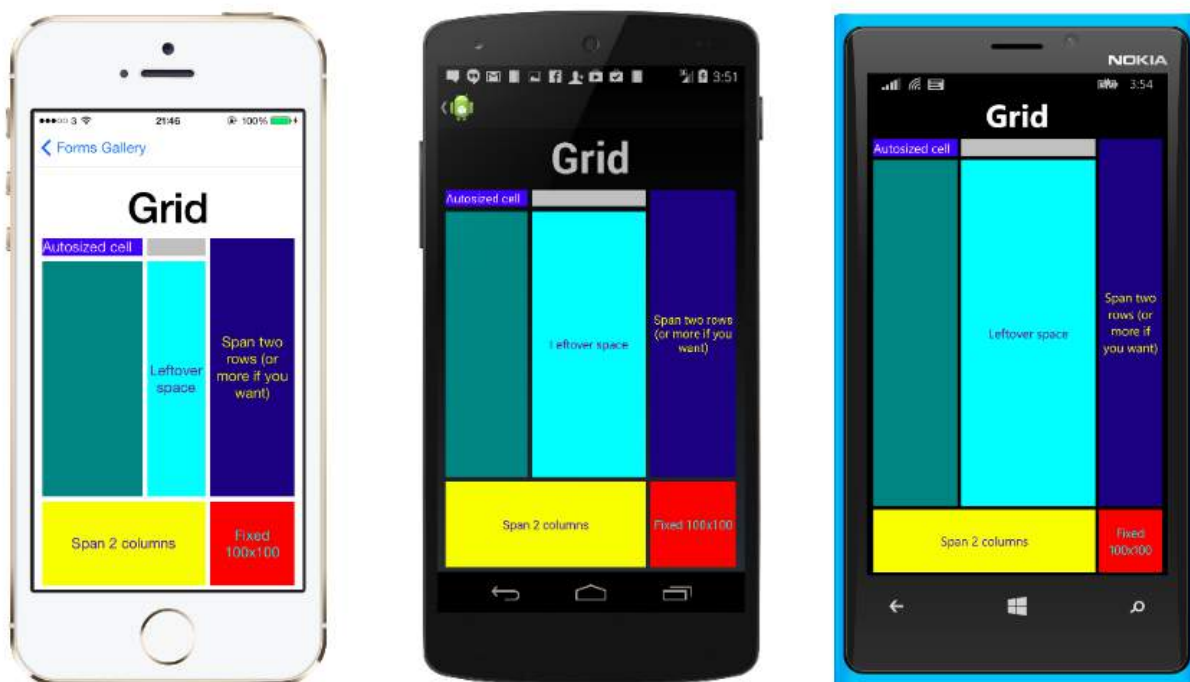 ●●●○○ 3
21:46
100%
Forms Gallery
Grid
Autosized cell
Leftover
space
Span two
rows (or
more if you
want)
Span 2 columns
Fixed
100x100
3:51
Grid
Autosized cell
Leftover space
Span two rows
(or more if you
want)
Span 2 columns
Fixed 100x100
NOKIA
3:54
Grid
Autosized cell
Leftover space
Span two
rows (or
more if
you want)
Span 2 columns
Fixed
100x100